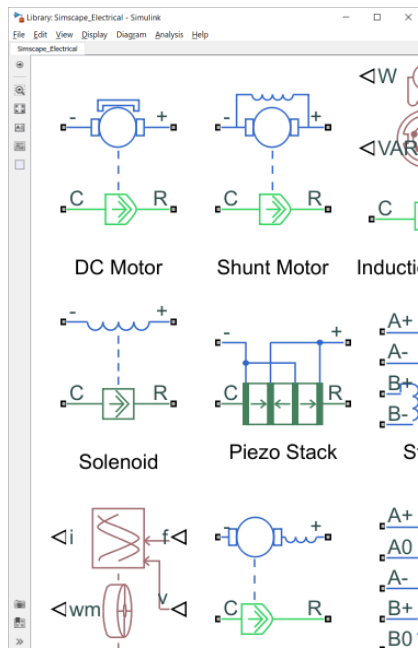 Library: Simscape_Electrical - Simulink
File Edit View Display Diagram Analysis Help
Simscape_Electrical
- +
C R
DC Motor
- +
C R
Shunt Motor
W
VAR
C
- +
C R
Solenoid
- +
C R
Piezo Stack
A+
A-
B+
B-
i f
wm v
- +
C R
A+
A0
A-
B+
B0